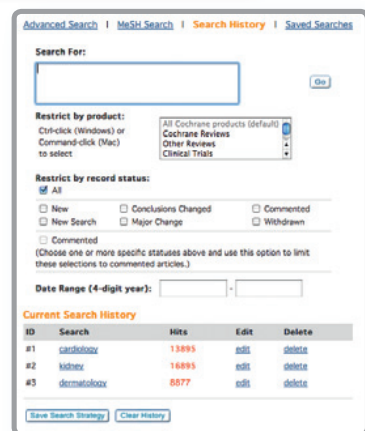 Advanced Search | MeSH Search | Search History | Saved Searches
Search For:
Go
Restrict by product:
Ctrl-click (Windows) or
Command-click (Mac)
to select
All Cochrane products (default)
Cochrane Reviews
Other Reviews
Clinical Trials
Restrict by record status:
All
New Conclusions Changed Commented
New Search Major Change Withdrawn
Commented
(Choose one or more specific statuses above and use this option to limit
these selections to commented articles.)
Date Range (4-digit year): -
Current Search History
ID Search Hits Edit Delete
#1 cardiology 13895 edit delete
#2 kidney 16895 edit delete
#3 dermatology 8877 edit delete
Save Search Strategy Clear History